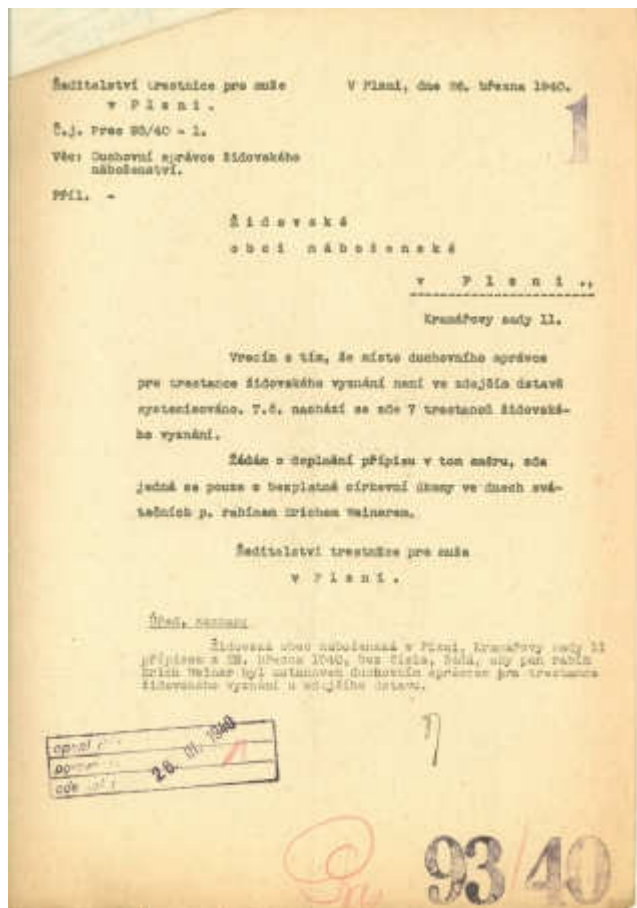 Ředitelství trestnice pro muže
v Plzni.
V Plzni, dne 26. března 1940.
1
Č.j. Pres 93/40 - 1.
Věc: Duchovní správce židovského
náboženství.
Příl. -
Židovské
obci náboženské
v Plzni.,
Kramářovy sady 11.
Vracím s tím, že místo duchovního správce
pro trestance židovského vyznání není ve zdejším ústavě
systemisováno. T.č. nachází se zde 7 trestanců židovské-
ho vyznání.
Žádám o doplnění přípisu v tom směru, zda
jedná se pouze o bezplatné církevní úkony ve dnech svá-
tečních p. rabínem Erichem Weinerem.
Ředitelství trestnice pro muže
v Plzni.
Úřed. záznam
Židovská obec náboženská v Plzni, Kramářovy sady 11
přípisem z března 1940, bez čísla, žádá, aby pan rabín
Erich Weiner byl ustanoven duchovním správcem pro trestance
židovského vyznání u zdejšího ústavu.
opsal
26. 1940
93/40